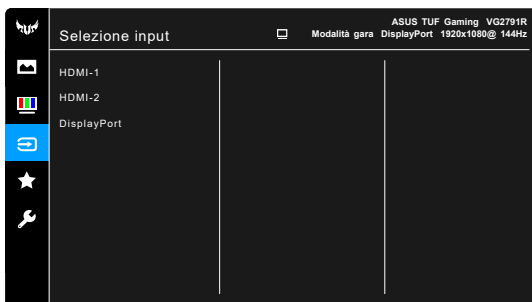 ASUS TUF Gaming VG2791R
Selezione input
Modalità gara DisplayPort 1920x1080@ 144Hz
HDMI-1
HDMI-2
DisplayPort